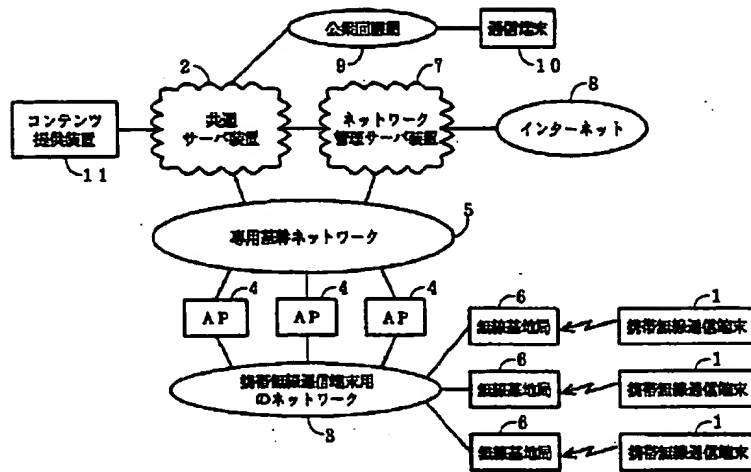 公衆回線網
通信端末
9
10
2
7
8
コンテンツ
提供装置
共通
サーバ装置
ネットワーク
管理サーバ装置
インターネット
11
専用基幹ネットワーク
5
4
4
4
AP
AP
AP
6
1
無線基地局
携帯無線通信端末
6
1
無線基地局
携帯無線通信端末
携帯無線通信端末用
のネットワーク
3
6
1
無線基地局
携帯無線通信端末